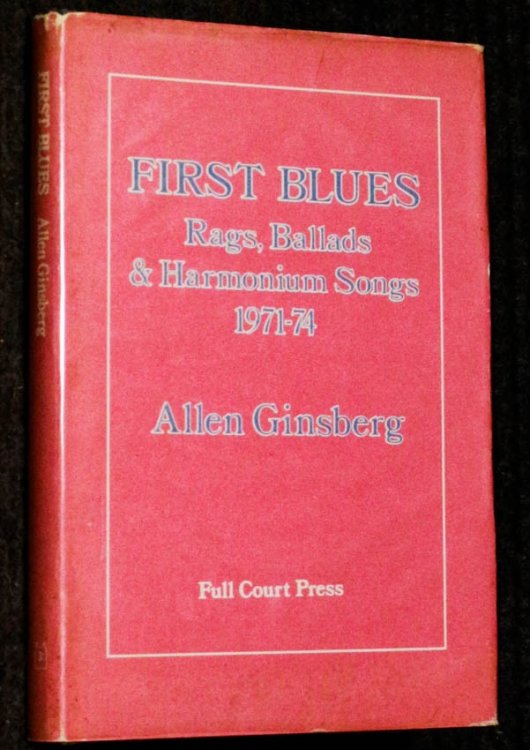 FIRST BLUES
Rags, Ballads
& Harmonium Songs
1971-74
Allen Ginsberg
Full Court Press
FIRST BLUES Allen Ginsberg